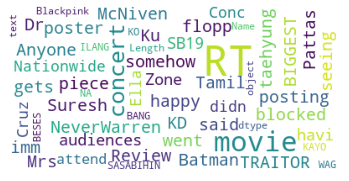 Blackpink
text
Dr
poster
McNiven
Conc
flopp
RT
taehyung
BIGGEST
Pattas
seeing
Name
KO
ILANG
Length
Anyone
Ku
SB19
Nationwide
somehow
concert
gets
piece
Zone
Tamil
posting
object
Cruz
Suresh
NA
BESES
Ella
happy
didn
blocked
NeverWarren
KD
said
havi
imm
audiences
BANG
went
movie
TRAITOR
dtype
KAYO
Mrs
attend
Review
Batman
SASABIHIN
WAG